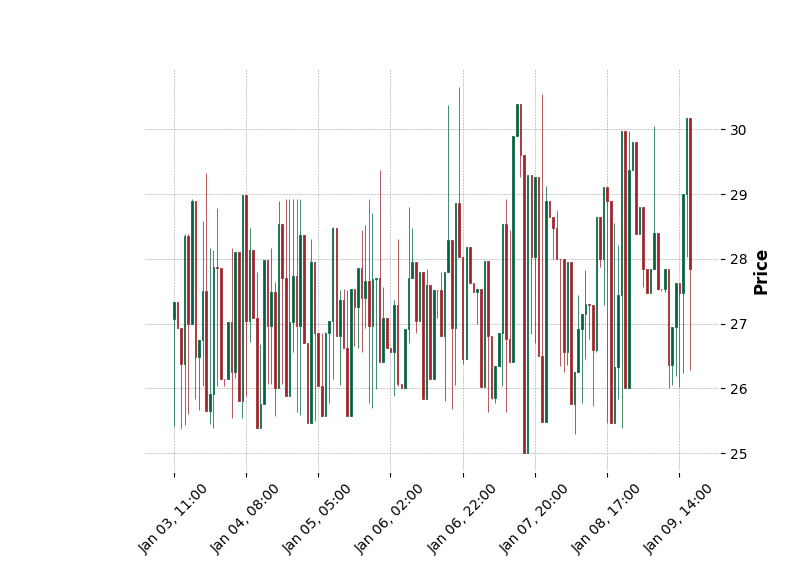 30
29
28
27
26
25
Price
Jan 03, 11:00
Jan 04, 08:00
Jan 05, 05:00
Jan 06, 02:00
Jan 06, 22:00
Jan 07, 20:00
Jan 08, 17:00
Jan 09, 14:00